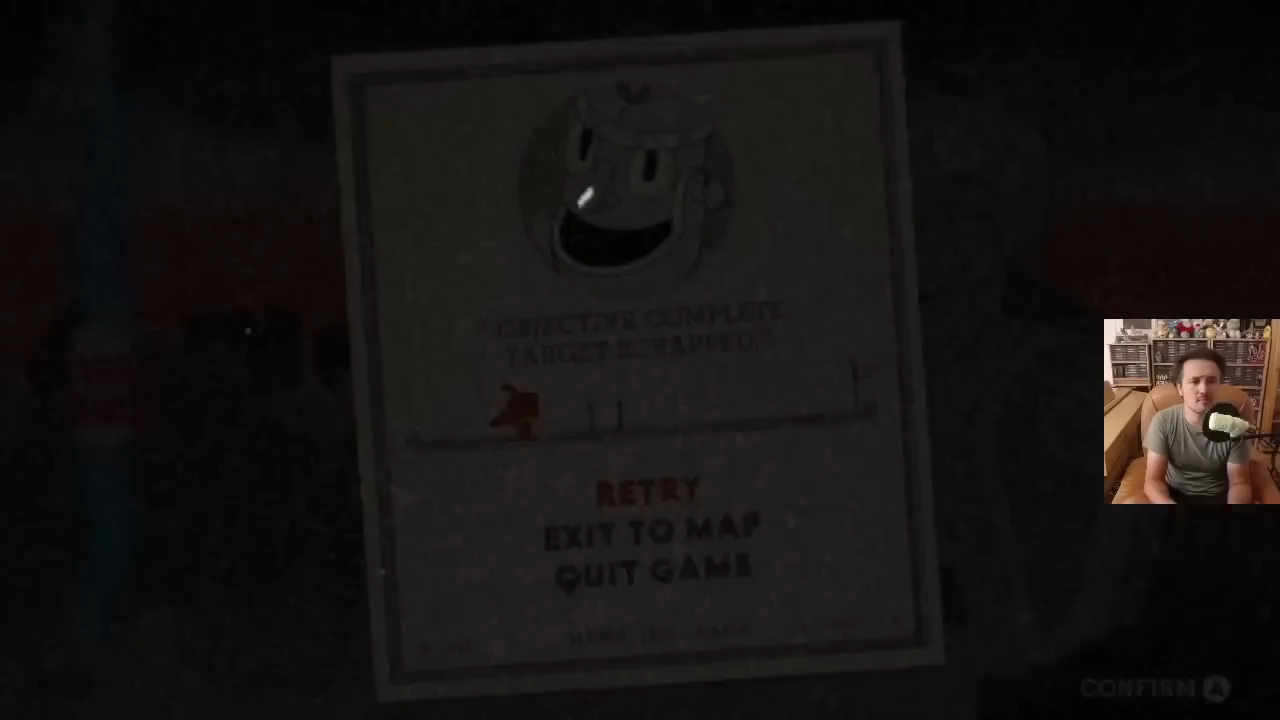 "OBJECTIVE COMPLETE.
TARGET SCRAPPED."
RETRY
EXIT TO MAP
QUIT GAME
CONFIRM A